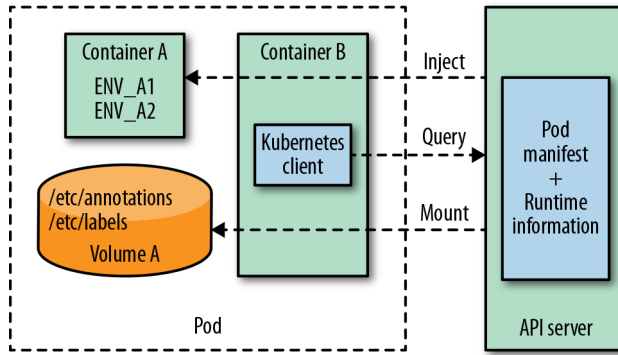 Container A
ENV_A1
ENV_A2
Container B
Kubernetes
client
/etc/annotations
/etc/labels
Volume A
Pod
Inject
Query
Mount
Pod
manifest
+
Runtime
information
API server